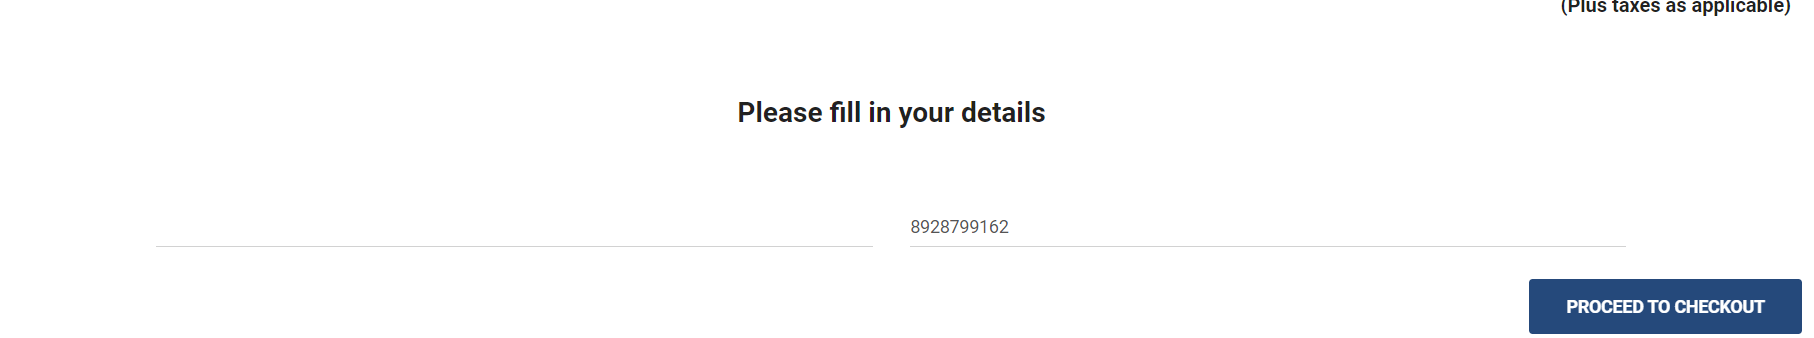 (Plus taxes as applicable)
Please fill in your details
8928799162
PROCEED TO CHECKOUT